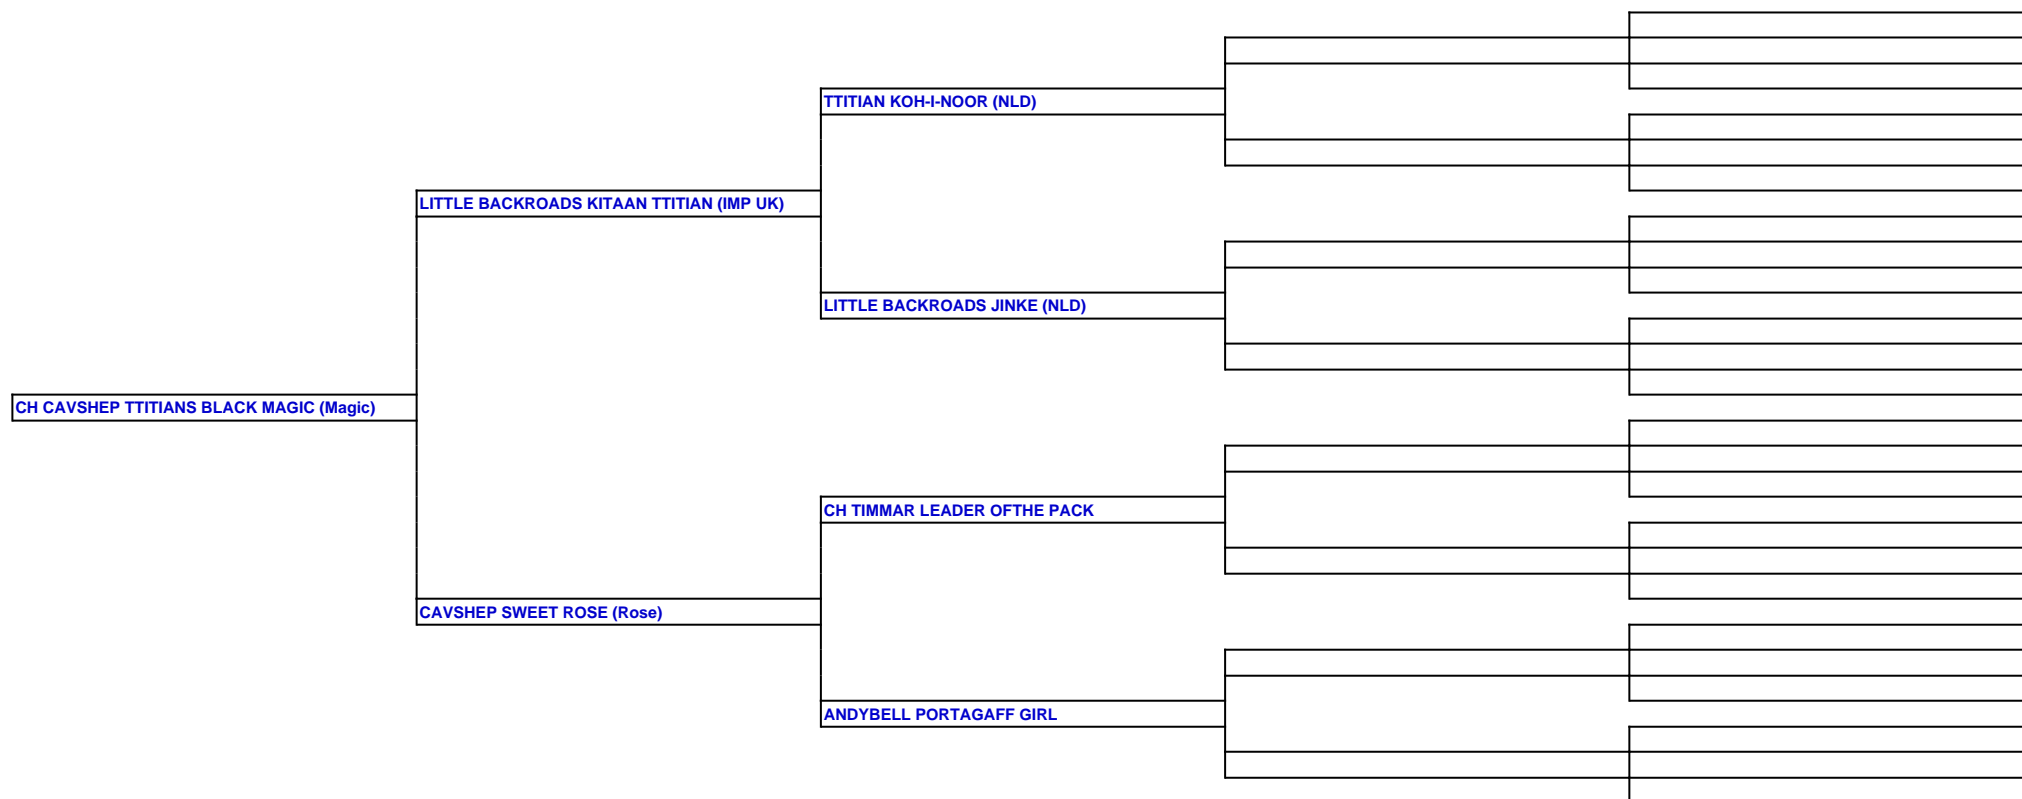 TTITIAN KOH-I-NOOR (NLD)
LITTLE BACKROADS KITAAN TTITIAN (IMP UK)
LITTLE BACKROADS JINKE (NLD)
CH CAVSHEP TTITIANS BLACK MAGIC (Magic)
CH TIMMAR LEADER OFTHE PACK
CAVSHEP SWEET ROSE (Rose)
ANDYBELL PORTAGAFF GIRL